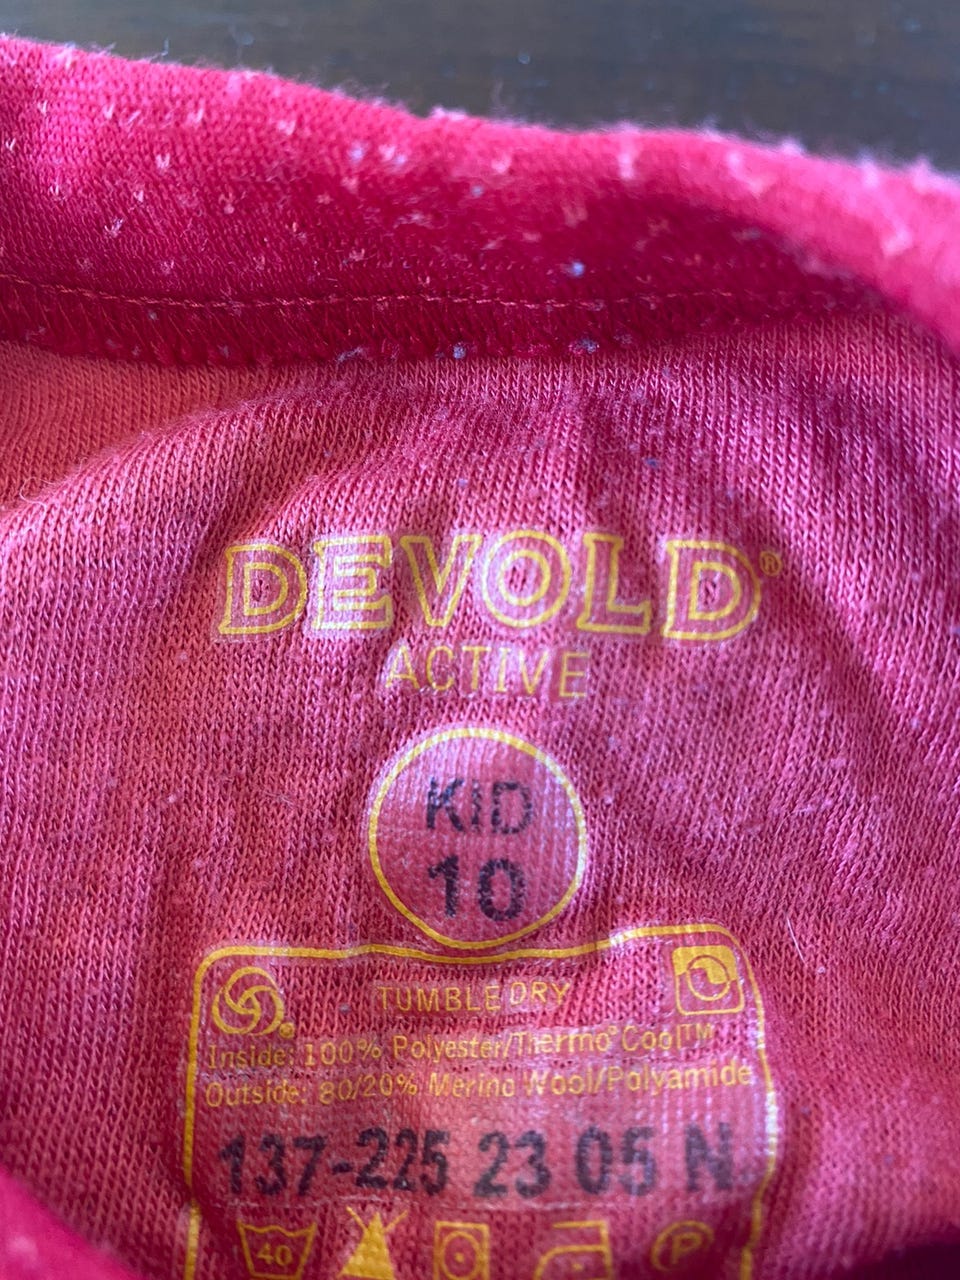 DEVOLD®
ACTIVE
KID
10
TUMBLE DRY
Inside: 100% Polyester/Thermo°Cool™
Outside: 80/20% Merino Wool/Polyamide
137-225 23 05 N
40 P